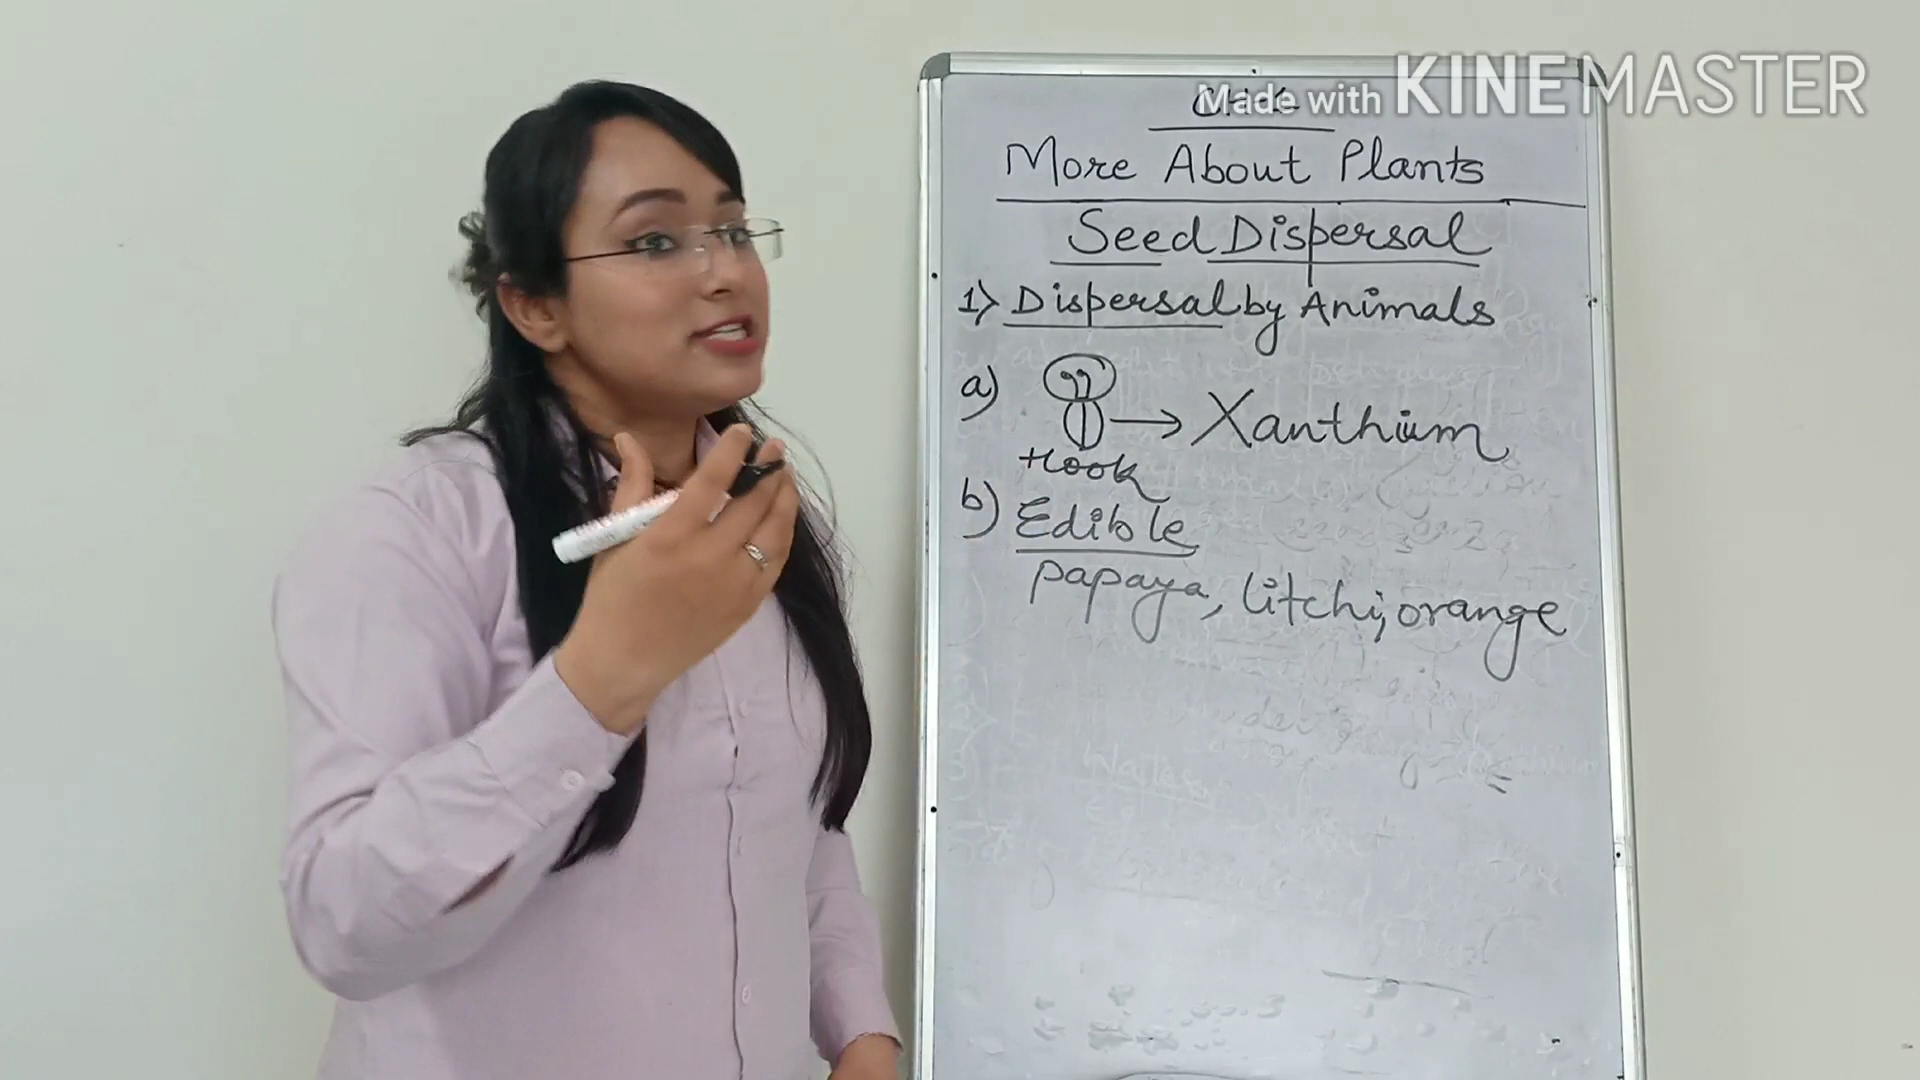 Made with KINEMASTER
More About Plants
Seed Dispersal
1) Dispersal by Animals
a)
→ Xanthium
Hook
b) Edible
papaya, litchi, orange